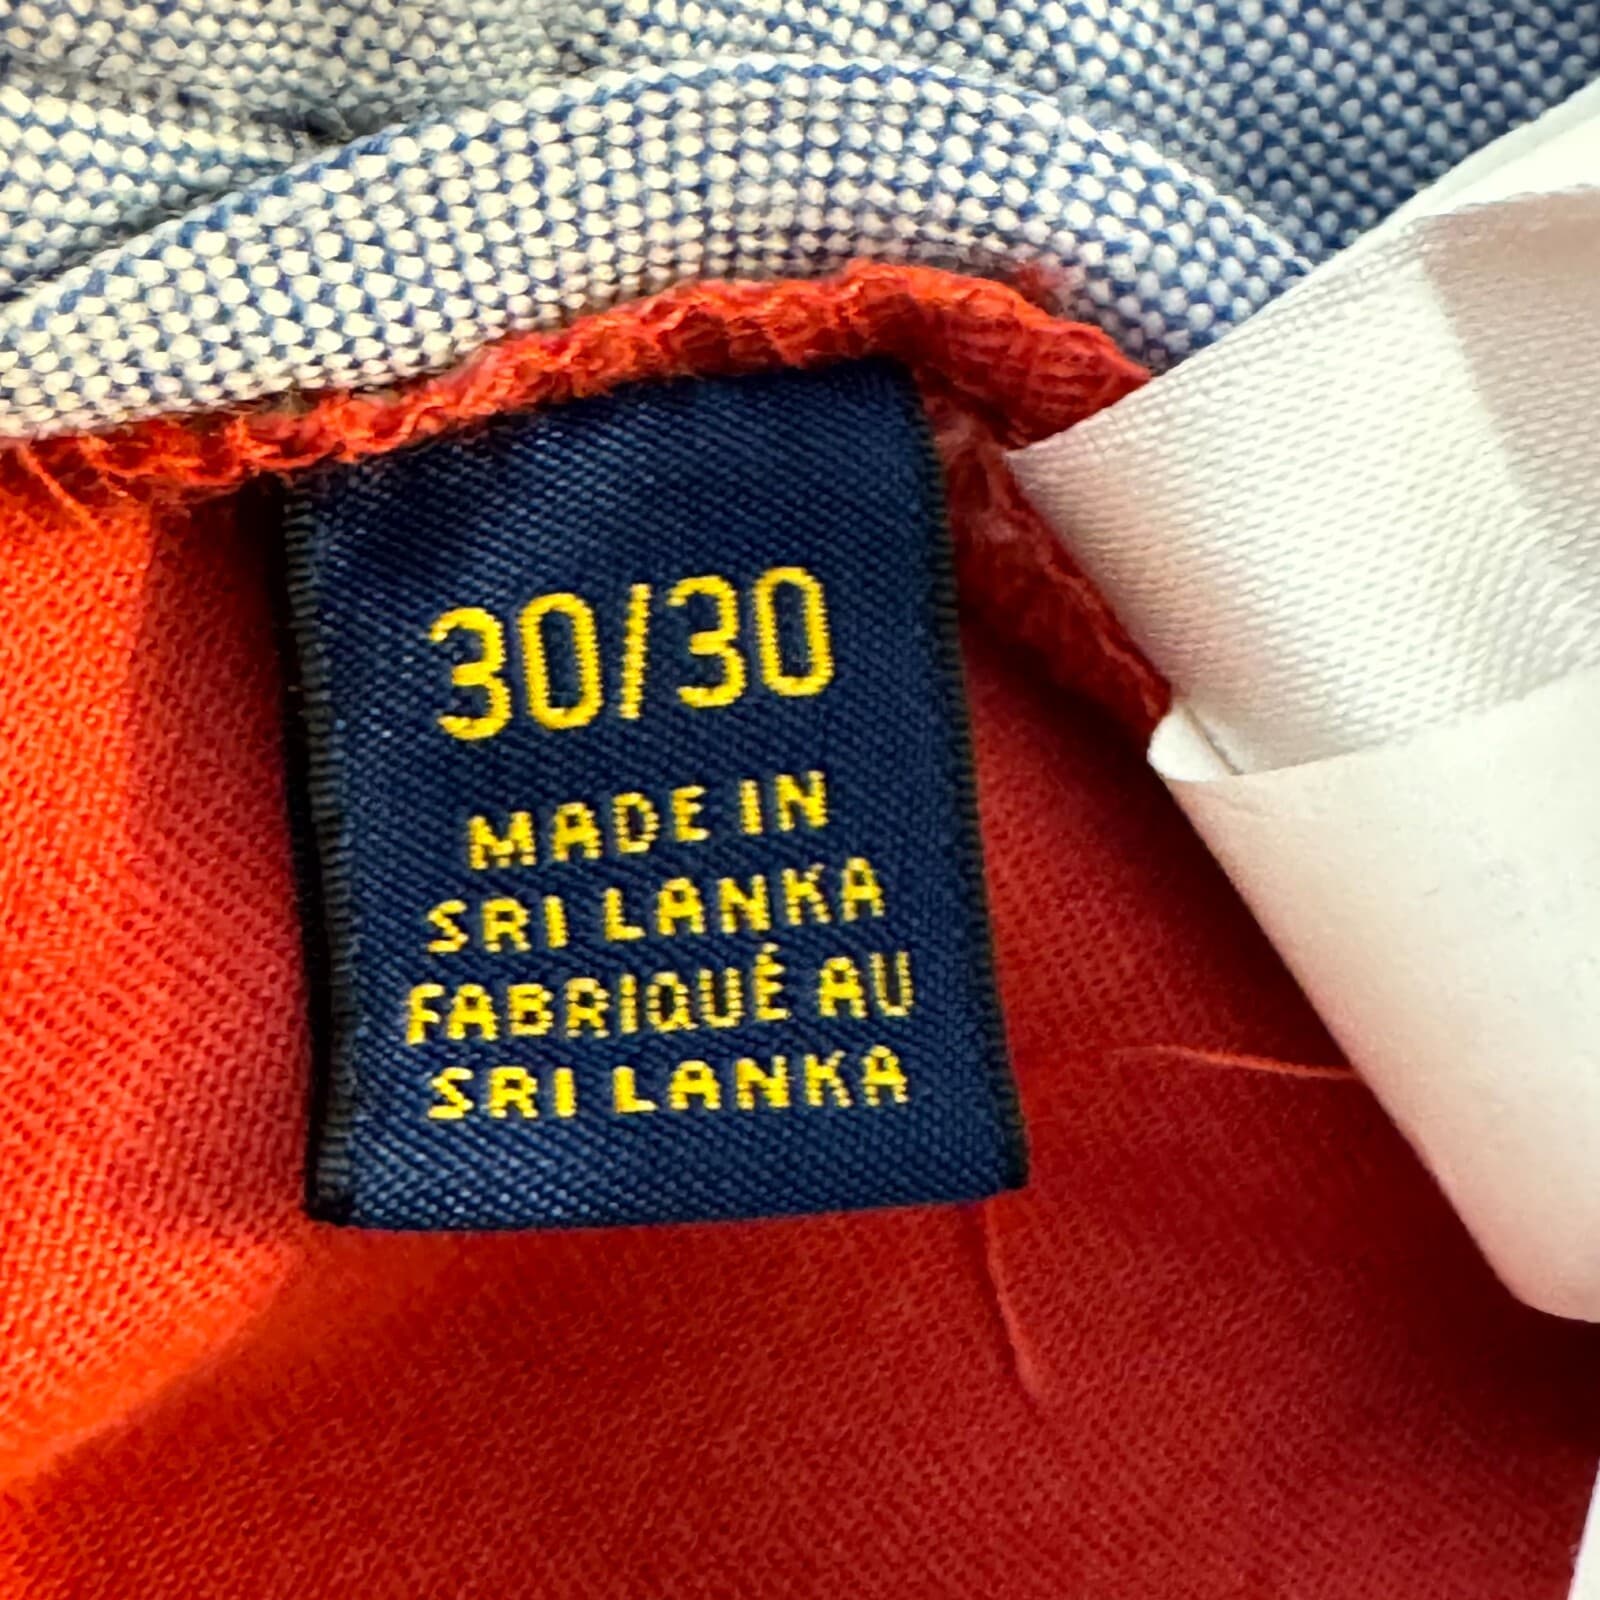 30/30
MADE IN
SRI LANKA
FABRIQUÉ AU
SRI LANKA